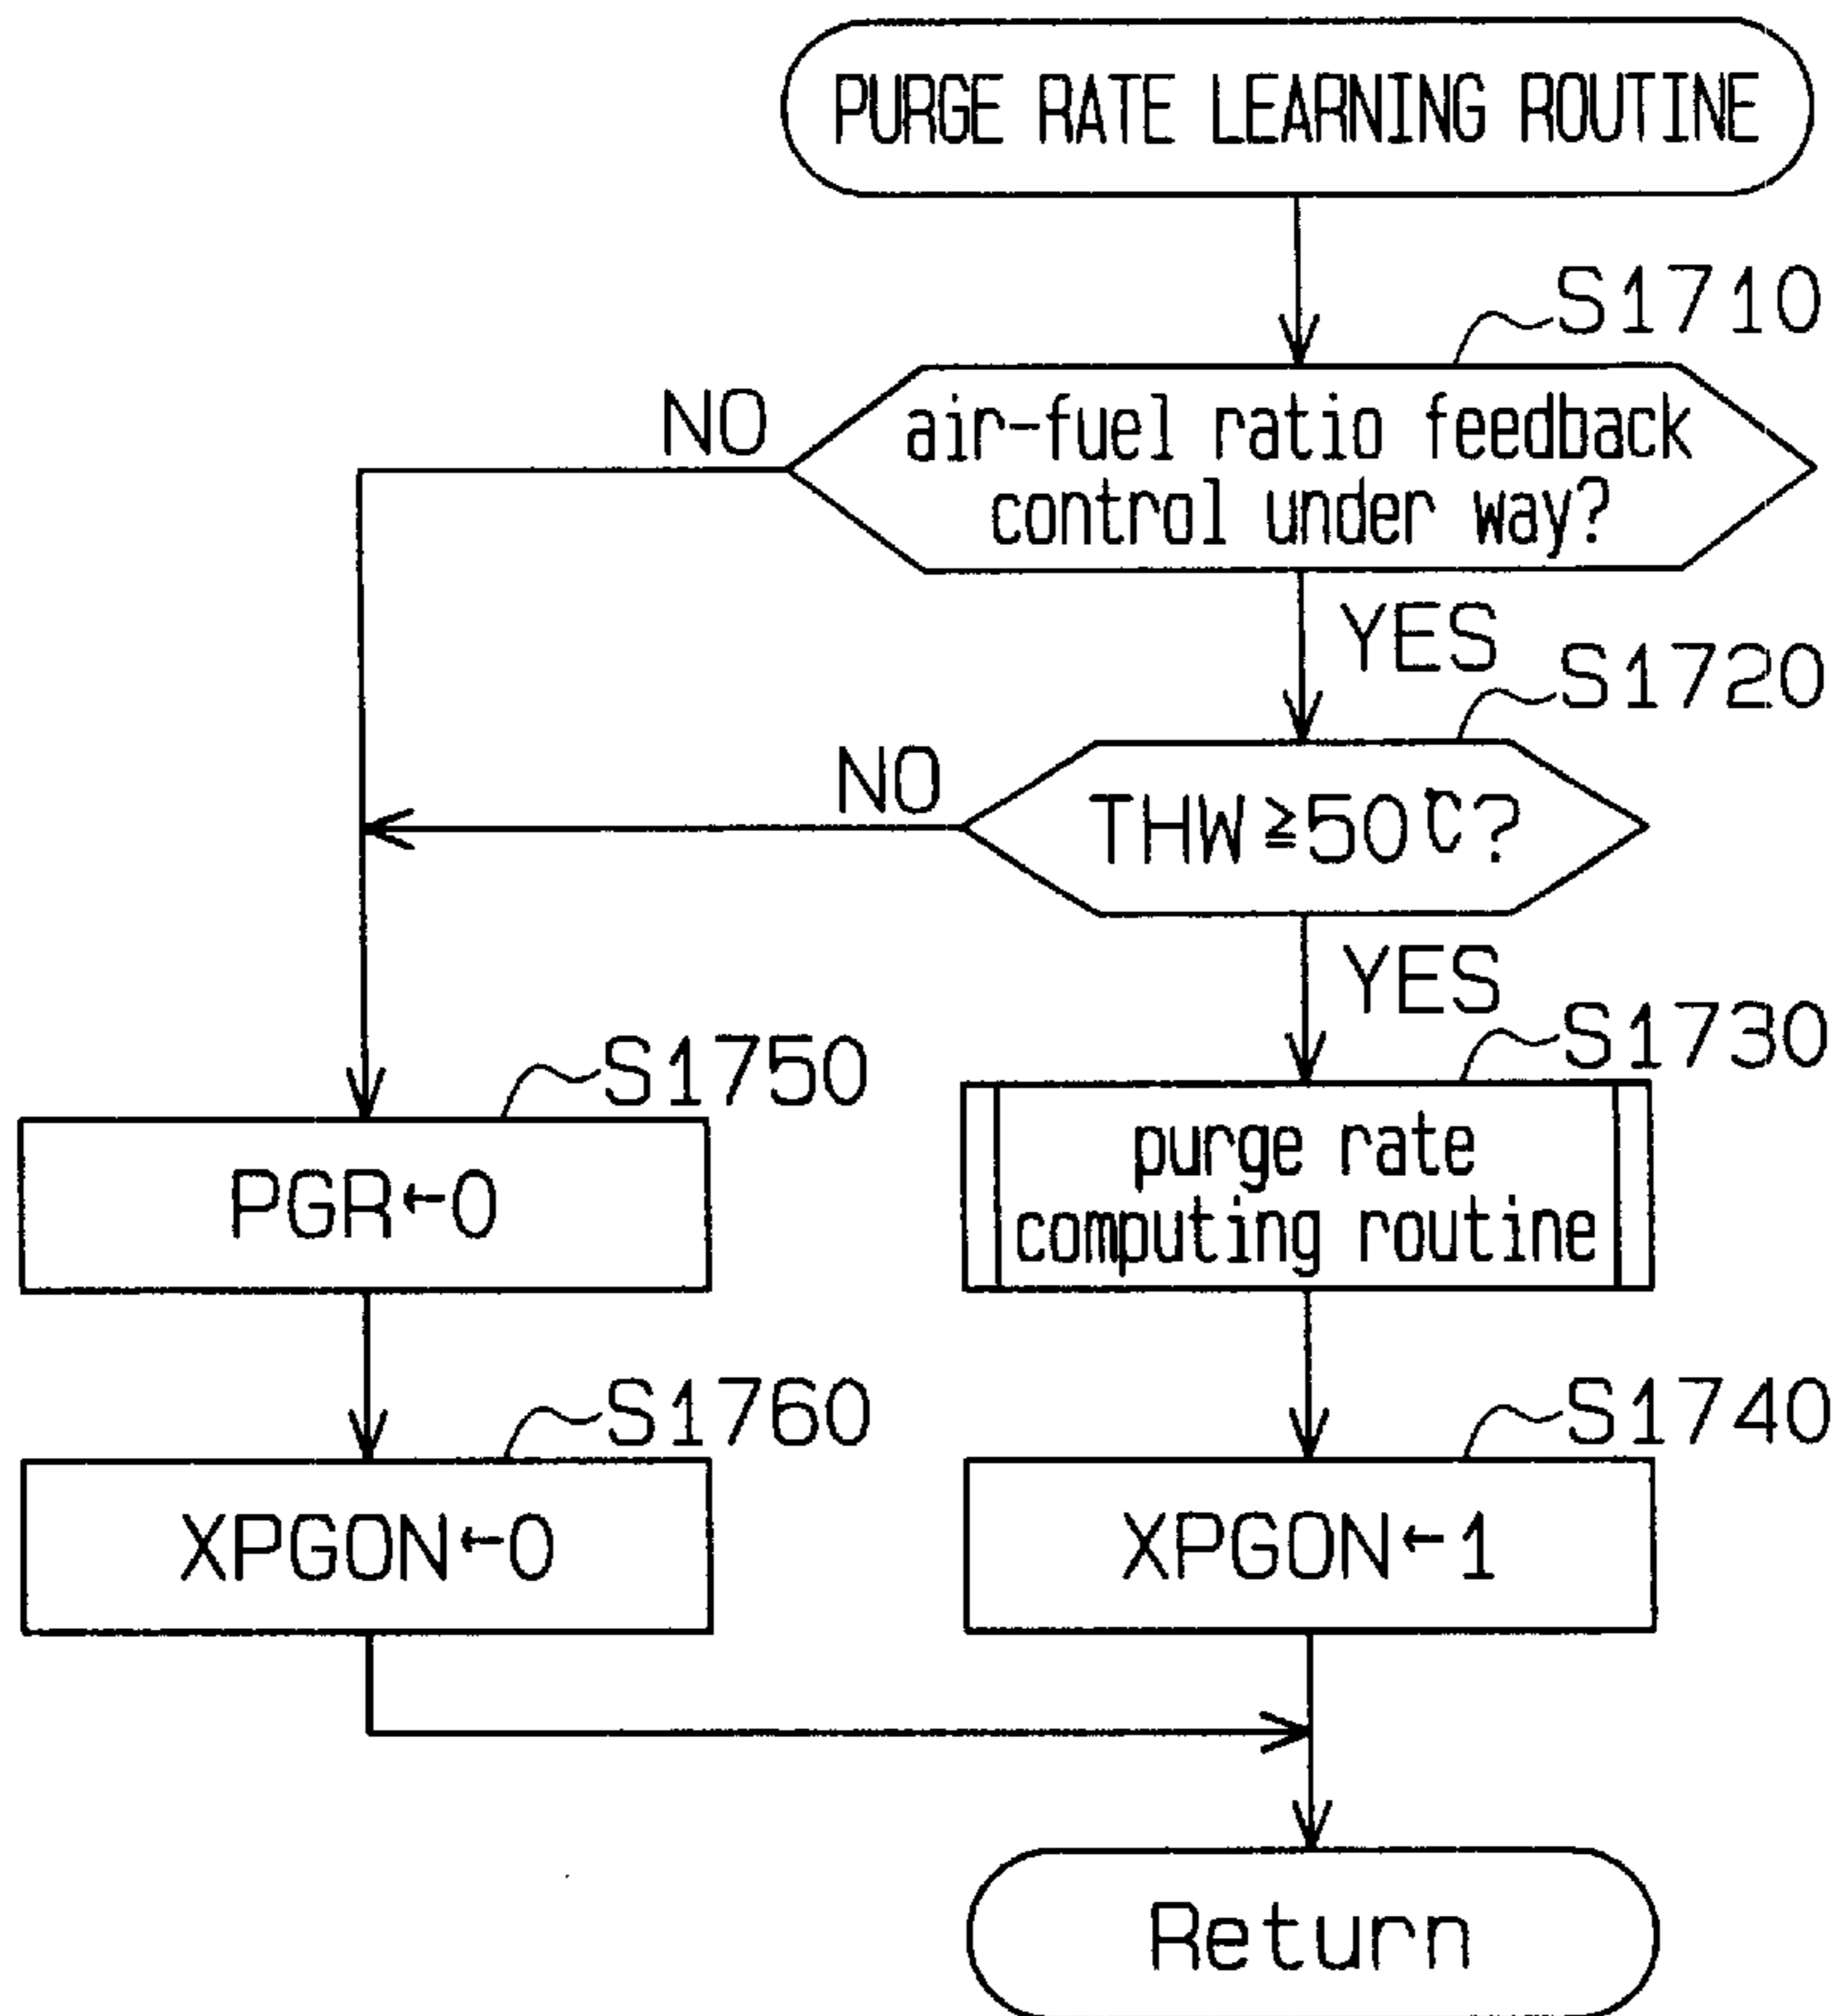 PURGE RATE LEARNING ROUTINE
S1710
NO
air-fuel ratio feedback
control under way?
YES
S1720
NO
THW≧50℃?
YES
S1730
purge rate
computing routine
S1750
PGR←0
S1760
XPGON←0
S1740
XPGON←1
Return